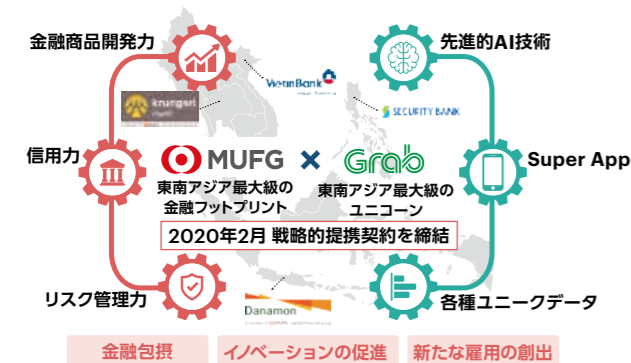 金融商品開発力
先進的AI技術
VietinBank
krungsri
SECURITY BANK
信用力
MUFG
Grab
Super App
東南アジア最大級の
金融フットプリント
東南アジア最大級の
ユニコーン
2020年2月 戦略的提携契約を締結
リスク管理力
Danamon
各種ユニークデータ
金融包摂
イノベーションの促進
新たな雇用の創出